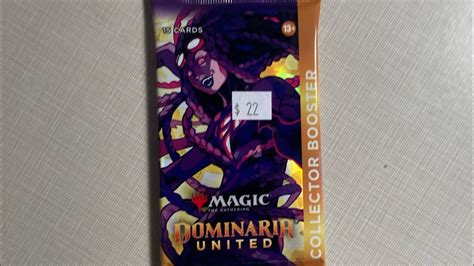 15 CARDS
13+
$ 22
MAGIC
THE GATHERING
DOMINARIA
UNITED
COLLECTOR BOOSTER